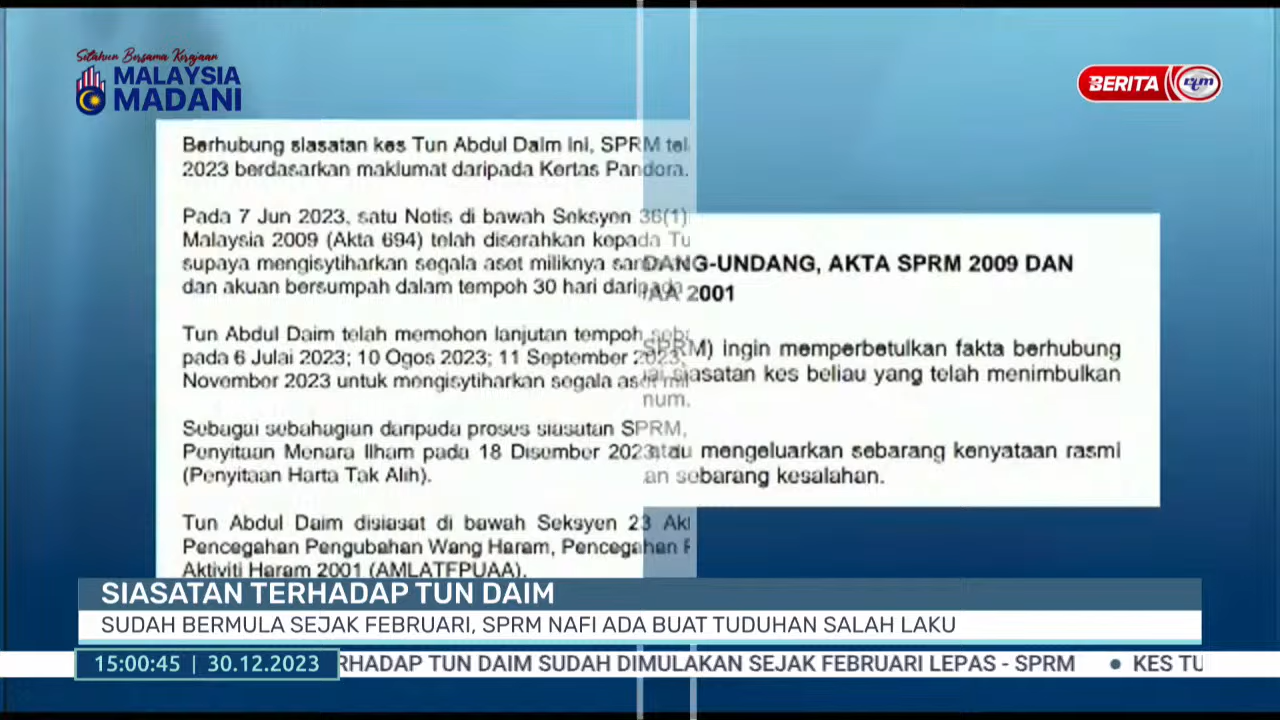 Setahun Bersama Kerajaan
MALAYSIA
MADANI
BERITA rtm
Berhubung siasatan kes Tun Abdul Daim ini, SPRM
2023 berdasarkan maklumat daripada Kertas Pandora.
Pada 7 Jun 2023, satu Notis di bawah Seksyen 36(1)
Malaysia 2009 (Akta 694) telah diserahkan kepada
supaya mengisytiharkan segala aset miliknya
dan akuan bersumpah dalam tempoh 30 hari
Tun Abdul Daim telah memohon lanjutan tempoh
pada 6 Julai 2023; 10 Ogos 2023; 11 September 2023
November 2023 untuk mengisytiharkan segala aset
Sebagai sebahagian daripada proses siasatan SPRM,
Penyitaan Menara Ilham pada 18 Disember 2023
(Penyitaan Harta Tak Alih).
Tun Abdul Daim disiasat di bawah Seksyen 23
Pencegahan Pengubahan Wang Haram, Pencegahan
Aktiviti Haram 2001 (AMLATFPUAA).
DANG-UNDANG, AKTA SPRM 2009 DAN
2001
SPRM) ingin memperbetulkan fakta berhubung
siasatan kes beliau yang telah menimbulkan
num.
atau mengeluarkan sebarang kenyataan rasmi
an sebarang kesalahan.
SIASATAN TERHADAP TUN DAIM
SUDAH BERMULA SEJAK FEBRUARI, SPRM NAFI ADA BUAT TUDUHAN SALAH LAKU
15:00:45 | 30.12.2023 RHADAP TUN DAIM SUDAH DIMULAKAN SEJAK FEBRUARI LEPAS - SPRM • KES TU